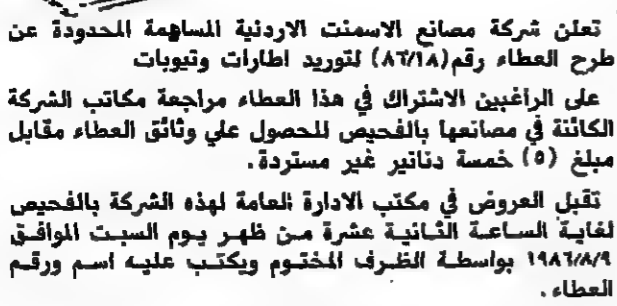 تعلن شركة مصانع الاسمنت الاردنية المساهمة المحدودة عن
طرح العطاء رقم(٨٦/١٨) لتوريد اطارات وتيوبات
على الراغبين الاشتراك في هذا العطاء مراجعة مكاتب الشركة
الكائنة في مصانعها بالفحيص للحصول علي وثائق العطاء مقابل
مبلغ (٥) خمسة دنانير غير مستردة.
تقبل العروض في مكتب الادارة العامة لهذه الشركة بالفحيص
لغاية الساعة الثانية عشرة من ظهر يوم السبت الموافق
١٩٨٦/٨/٩ بواسطة الظرف المختوم ويكتب عليه اسم ورقم
العطاء.